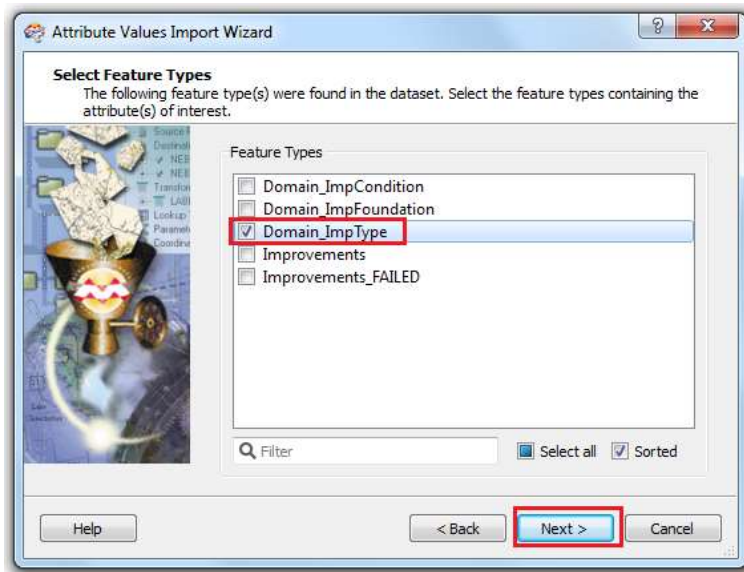 Attribute Values Import Wizard
Select Feature Types
The following feature type(s) were found in the dataset. Select the feature types containing the
attribute(s) of interest.
Feature Types
Domain_ImpCondition
Domain_ImpFoundation
Domain_ImpType
Improvements
Improvements_FAILED
Filter
Select all
Sorted
Help
< Back
Next >
Cancel